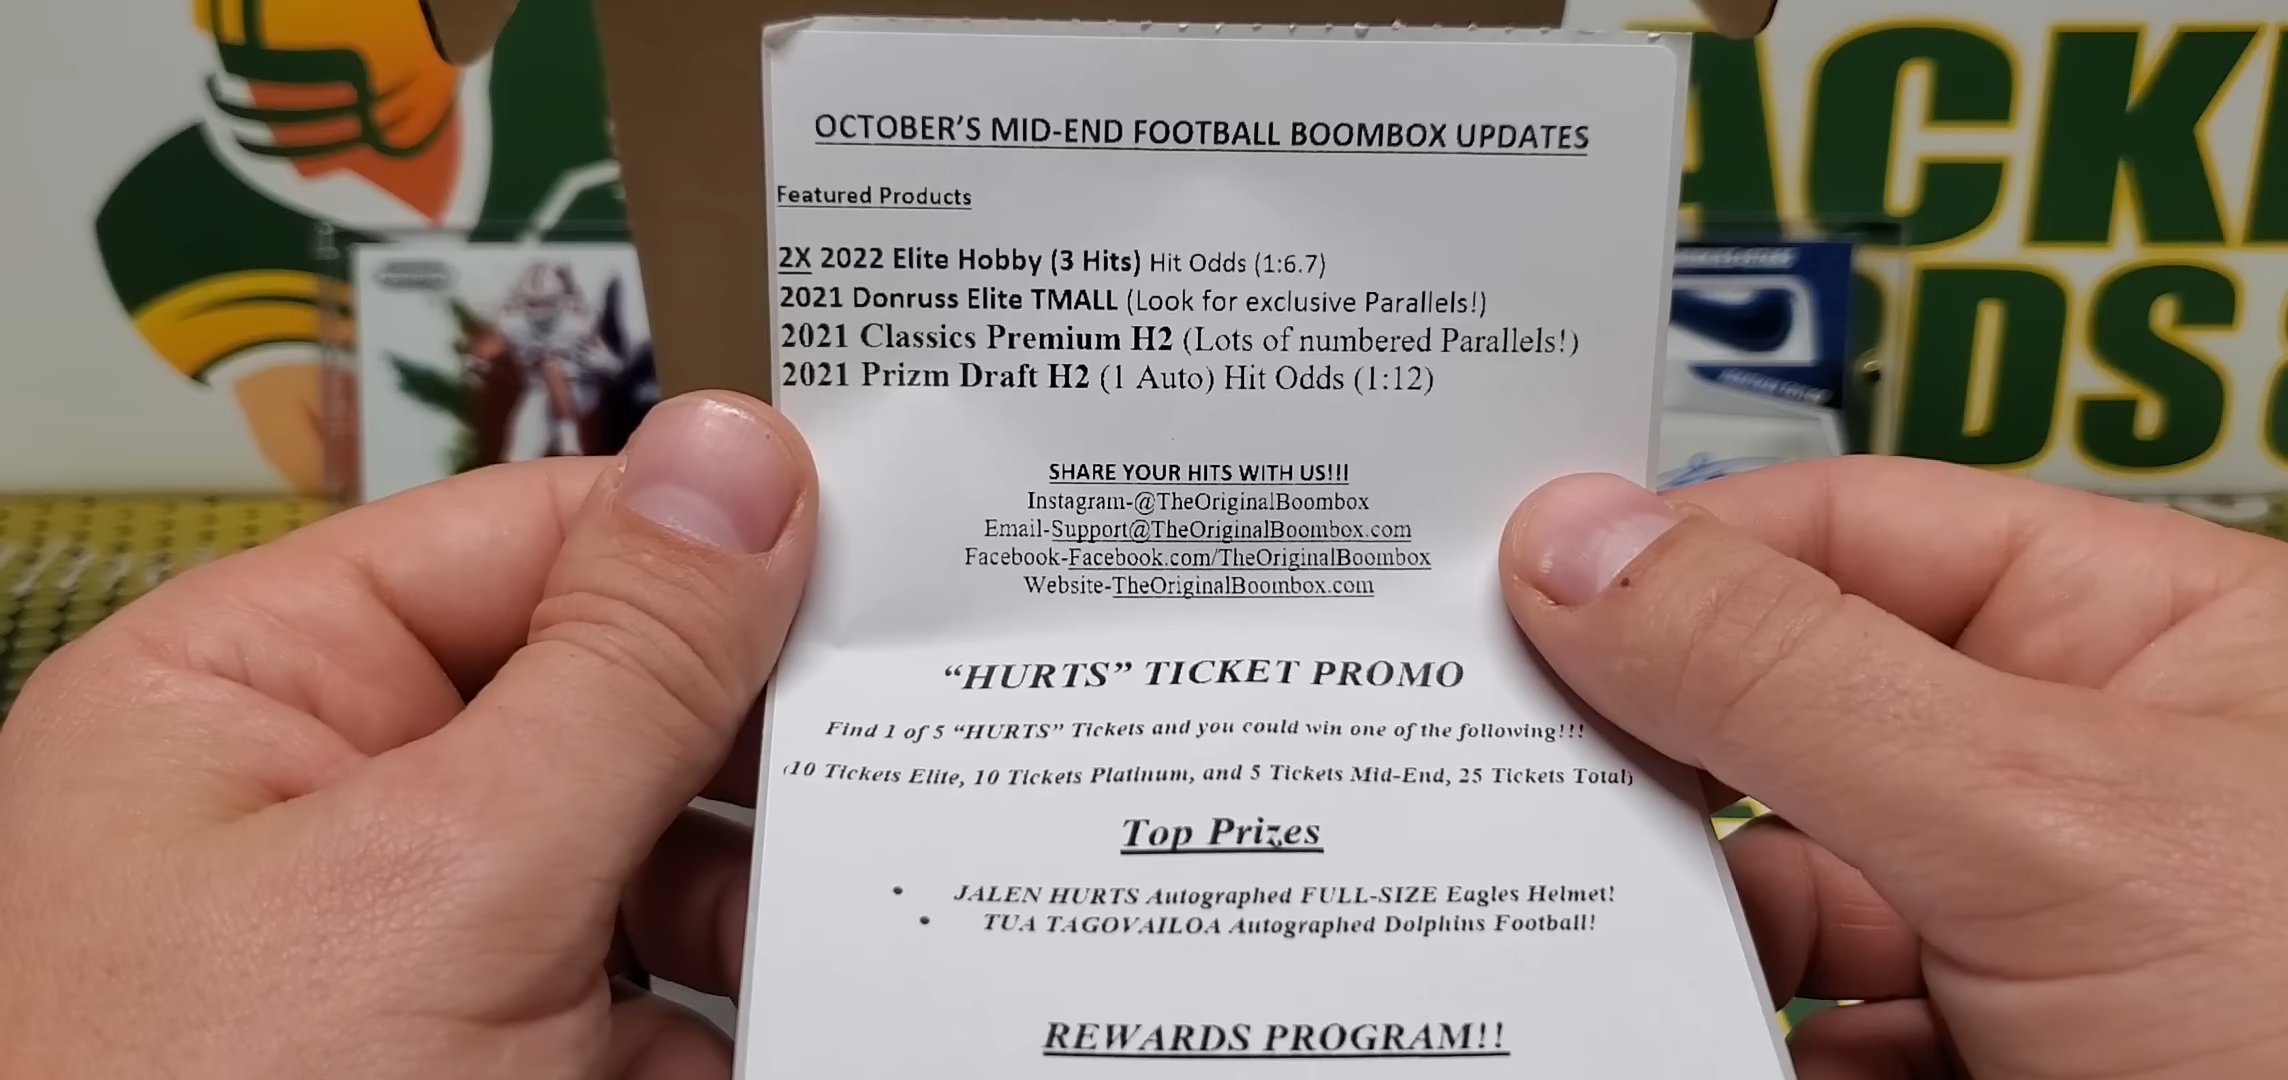 OCTOBER'S MID-END FOOTBALL BOOMBOX UPDATES
Featured Products
2X 2022 Elite Hobby (3 Hits) Hit Odds (1:6.7)
2021 Donruss Elite TMALL (Look for exclusive Parallels!)
2021 Classics Premium H2 (Lots of numbered Parallels!)
2021 Prizm Draft H2 (1 Auto) Hit Odds (1:12)
SHARE YOUR HITS WITH US!!!
Instagram-@TheOriginalBoombox
Email-Support@TheOriginalBoombox.com
Facebook-Facebook.com/TheOriginalBoombox
Website-TheOriginalBoombox.com
“HURTS” TICKET PROMO
Find 1 of 5 “HURTS” Tickets and you could win one of the following!!!
(10 Tickets Elite, 10 Tickets Platinum, and 5 Tickets Mid-End, 25 Tickets Total)
Top Prizes
• JALEN HURTS Autographed FULL-SIZE Eagles Helmet!
• TUA TAGOVAILOA Autographed Dolphins Football!
REWARDS PROGRAM!!